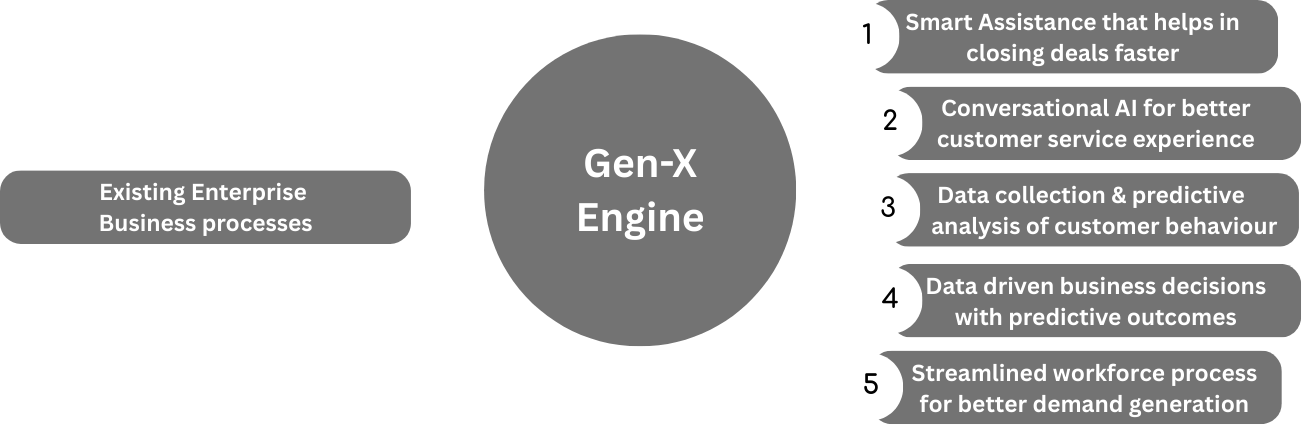 Existing Enterprise
Business processes
Gen-X
Engine
1
Smart Assistance that helps in
closing deals faster
2
Conversational AI for better
customer service experience
3
Data collection & predictive
analysis of customer behaviour
4
Data driven business decisions
with predictive outcomes
5
Streamlined workforce process
for better demand generation